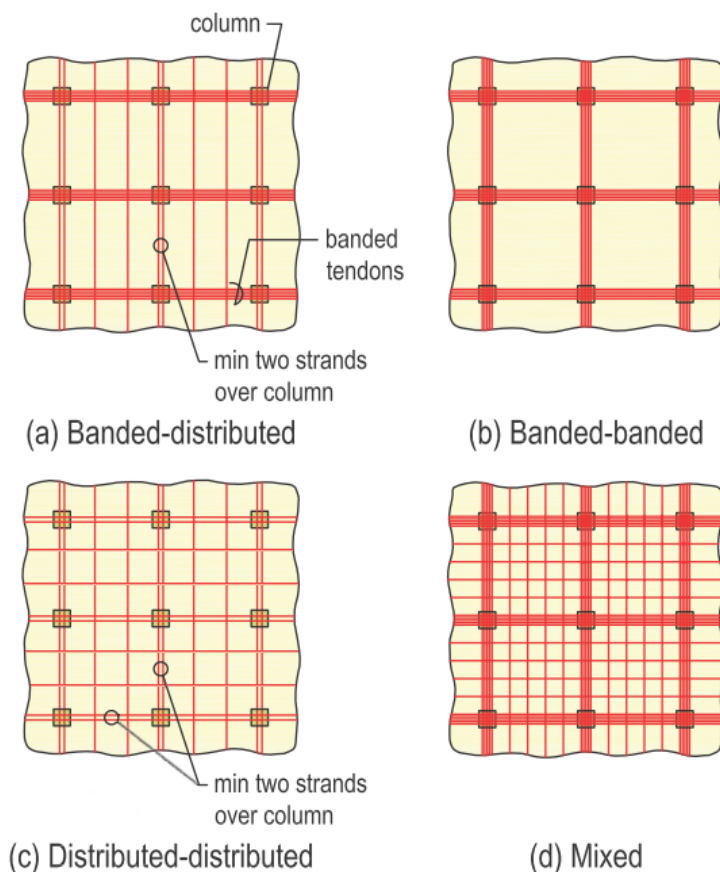 column
banded
tendons
min two strands
over column
(a) Banded-distributed
(b) Banded-banded
min two strands
over column
(c) Distributed-distributed
(d) Mixed